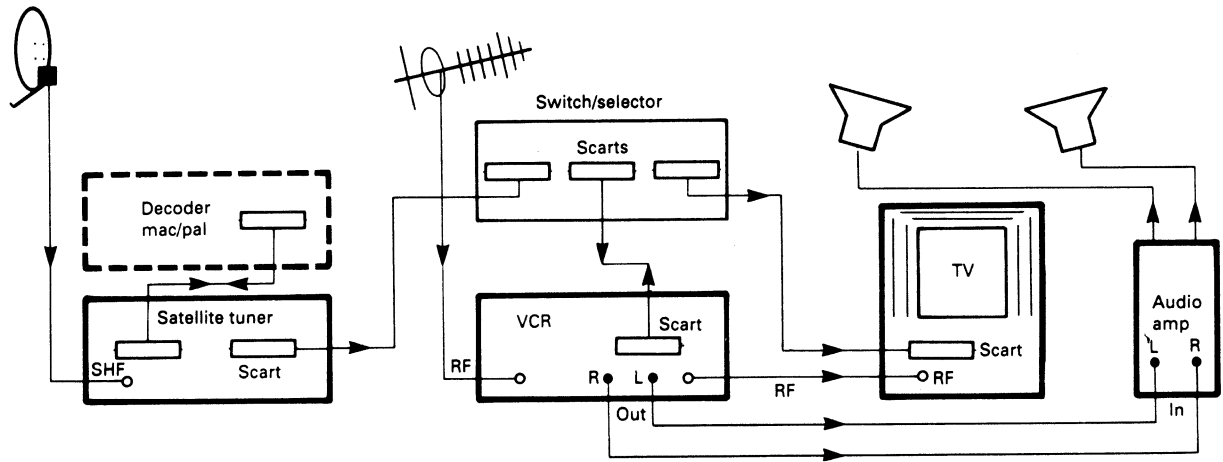 Switch/selector
Scarts
Decoder
mac/pal
Satellite tuner
SHF
Scart
VCR
Scart
RF
R L
Out
RF
TV
Scart
RF
Audio
amp
L R
In